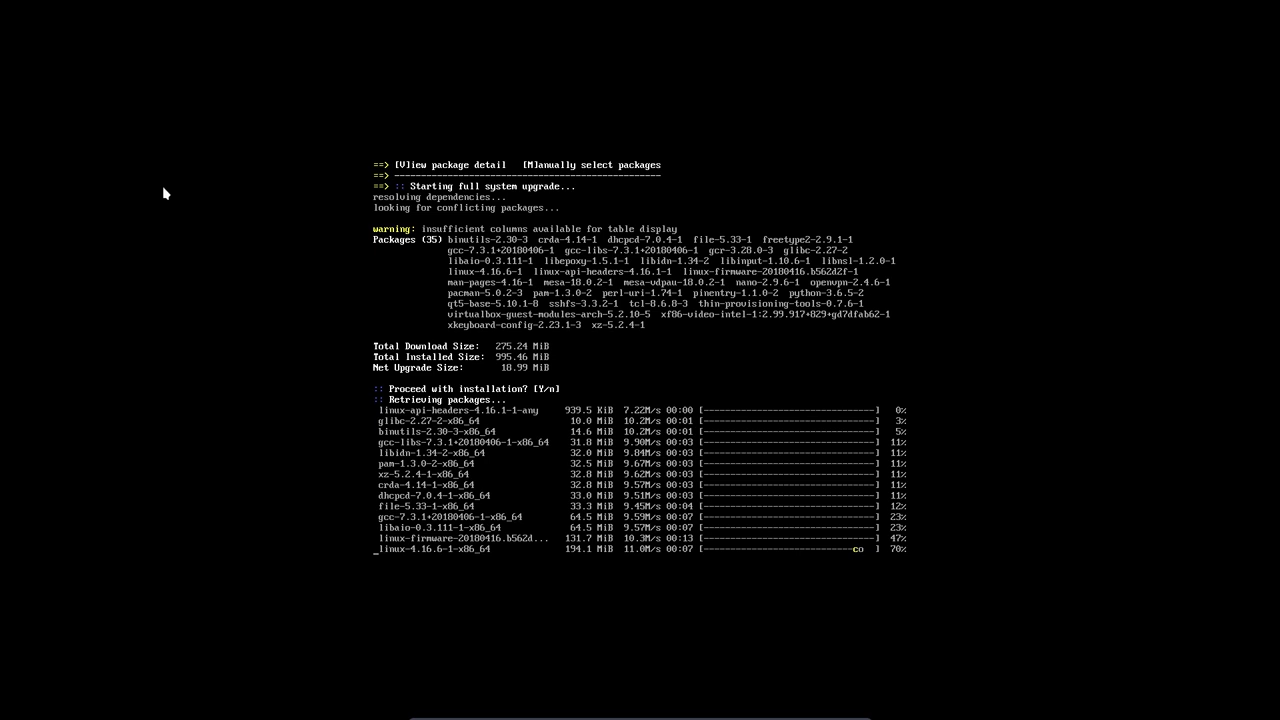 ==> [V]iew package detail   [M]anually select packages
==> --------------------------------------------------
==> :: Starting full system upgrade...
resolving dependencies...
looking for conflicting packages...
warning: insufficient columns available for table display
Packages (35) binutils-2.30-3  crda-4.14-1  dhcpcd-7.0.4-1  file-5.33-1  freetype2-2.9.1-1
gcc-7.3.1+20180406-1  gcc-libs-7.3.1+20180406-1  gcr-3.28.0-3  glibc-2.27-2
libaio-0.3.111-1  libepoxy-1.5.1-1  libidn-1.34-2  libinput-1.10.6-1  libnsl-1.2.0-1
linux-4.16.6-1  linux-api-headers-4.16.1-1  linux-firmware-20180416.b562d2f-1
man-pages-4.16-1  mesa-18.0.2-1  mesa-vdpau-18.0.2-1  nano-2.9.6-1  openvpn-2.4.6-1
pacman-5.0.2-3  pam-1.3.0-2  perl-uri-1.74-1  pinentry-1.1.0-2  python-3.6.5-2
qt5-base-5.10.1-8  sshfs-3.3.2-1  tcl-8.6.8-3  thin-provisioning-tools-0.7.6-1
virtualbox-guest-modules-arch-5.2.10-5  xf86-video-intel-1:2.99.917+829+gd7dfab62-1
xkeyboard-config-2.23.1-3  xz-5.2.4-1
Total Download Size:   275.24 MiB
Total Installed Size:  995.46 MiB
Net Upgrade Size:       18.99 MiB
:: Proceed with installation? [Y/n]
:: Retrieving packages...
linux-api-headers-4.16.1-1-any     939.5 KiB  7.22M/s 00:00 [--------------------------------]   0%
glibc-2.27-2-x86_64                 10.0 MiB  10.2M/s 00:01 [--------------------------------]   3%
binutils-2.30-3-x86_64              14.6 MiB  10.2M/s 00:01 [--------------------------------]   5%
gcc-libs-7.3.1+20180406-1-x86_64    31.8 MiB  9.90M/s 00:03 [--------------------------------]  11%
libidn-1.34-2-x86_64                32.0 MiB  9.84M/s 00:03 [--------------------------------]  11%
pam-1.3.0-2-x86_64                  32.5 MiB  9.67M/s 00:03 [--------------------------------]  11%
xz-5.2.4-1-x86_64                   32.8 MiB  9.62M/s 00:03 [--------------------------------]  11%
crda-4.14-1-x86_64                  32.8 MiB  9.57M/s 00:03 [--------------------------------]  11%
dhcpcd-7.0.4-1-x86_64               33.0 MiB  9.51M/s 00:03 [--------------------------------]  11%
file-5.33-1-x86_64                  33.3 MiB  9.45M/s 00:04 [--------------------------------]  12%
gcc-7.3.1+20180406-1-x86_64         64.5 MiB  9.59M/s 00:07 [--------------------------------]  23%
libaio-0.3.111-1-x86_64             64.5 MiB  9.57M/s 00:07 [--------------------------------]  23%
linux-firmware-20180416.b562d...   131.7 MiB  10.3M/s 00:13 [--------------------------------]  47%
_linux-4.16.6-1-x86_64             194.1 MiB  11.0M/s 00:07 [----------------------------co  ]  70%